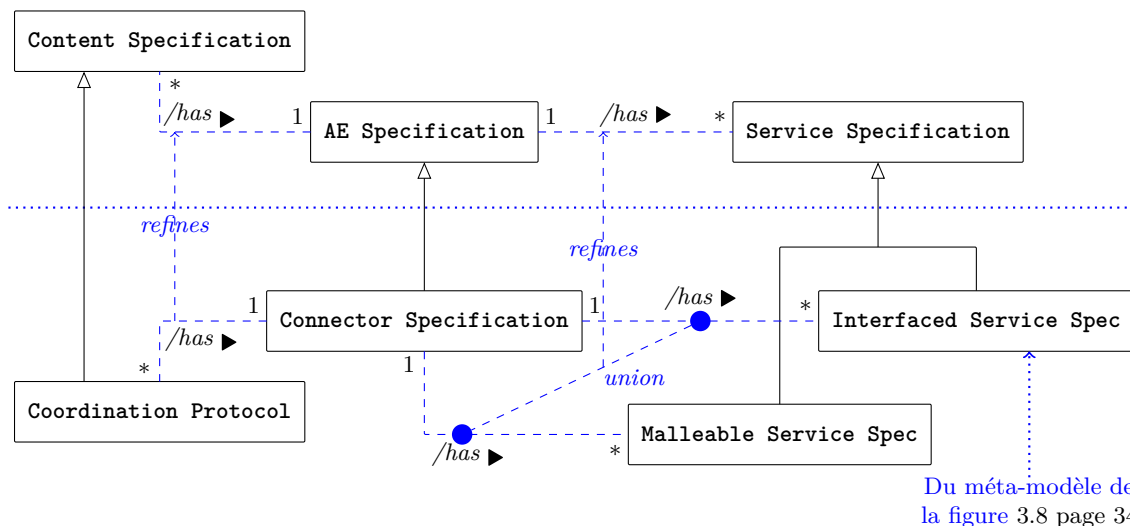 Content Specification
*
/has ▶
1
AE Specification
1
/has ▶
*
Service Specification
refines
refines
1
/has ▶
*
Connector Specification
1
/has ▶
*
Interfaced Service Spec
1
Coordination Protocol
union
/has ▶
*
Malleable Service Spec
Du méta-modèle de
la figure 3.8 page 34